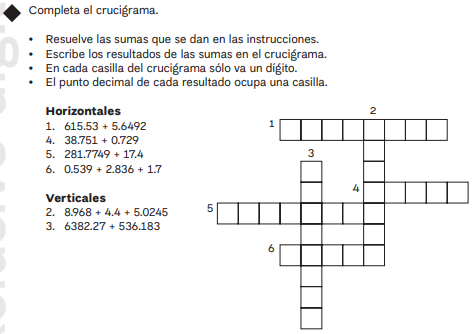 Completa el crucigrama.
• Resuelve las sumas que se dan en las instrucciones.
• Escribe los resultados de las sumas en el crucigrama.
• En cada casilla del crucigrama sólo va un dígito.
• El punto decimal de cada resultado ocupa una casilla.
Horizontales
1. 615.53 + 5.6492
4. 38.751 + 0.729
5. 281.7749 + 17.4
6. 0.539 + 2.836 + 1.7
Verticales
2. 8.968 + 4.4 + 5.0245
3. 6382.27 + 536.183
2
1
3
4
5
6